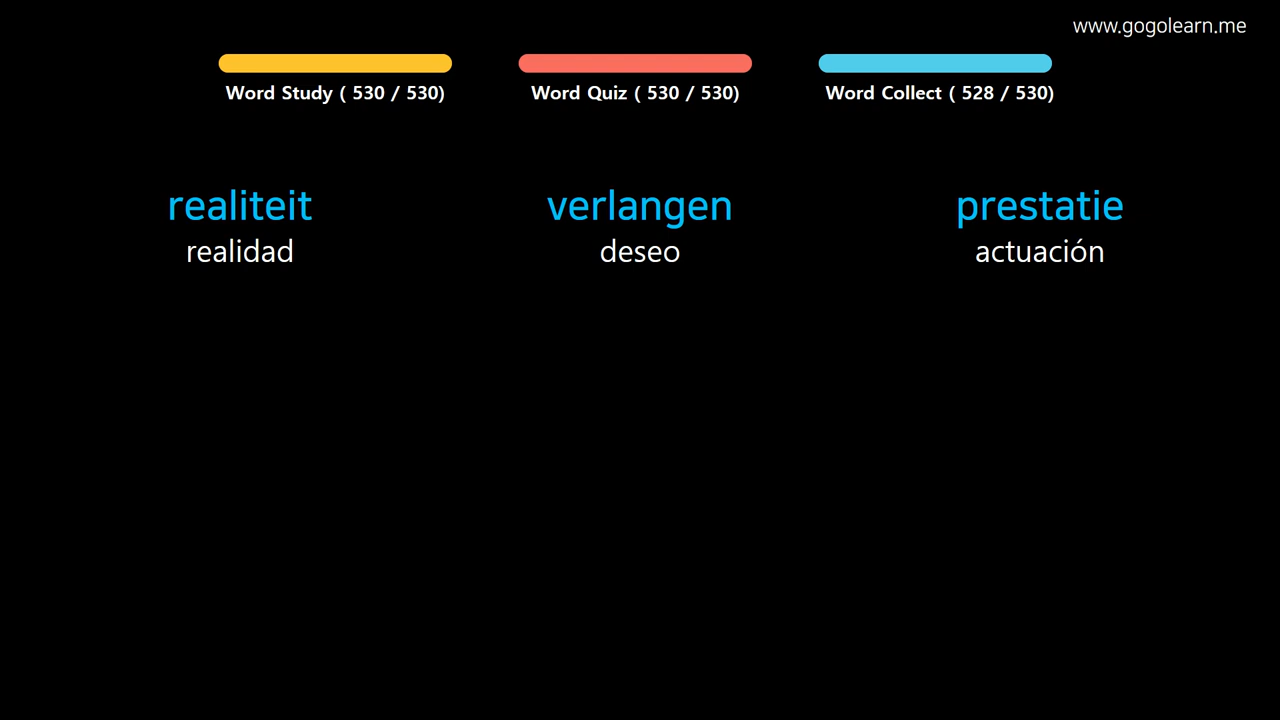 www.gogolearn.me
Word Study ( 530 / 530)
Word Quiz ( 530 / 530)
Word Collect ( 528 / 530)
realiteit
realidad
verlangen
deseo
prestatie
actuación